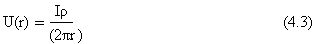 U(r) = Iρ / (2πr) (4.3)